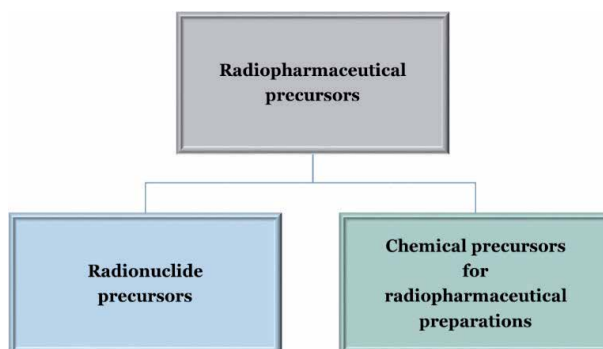 Radiopharmaceutical
precursors
Radionuclide
precursors
Chemical precursors
for
radiopharmaceutical
preparations